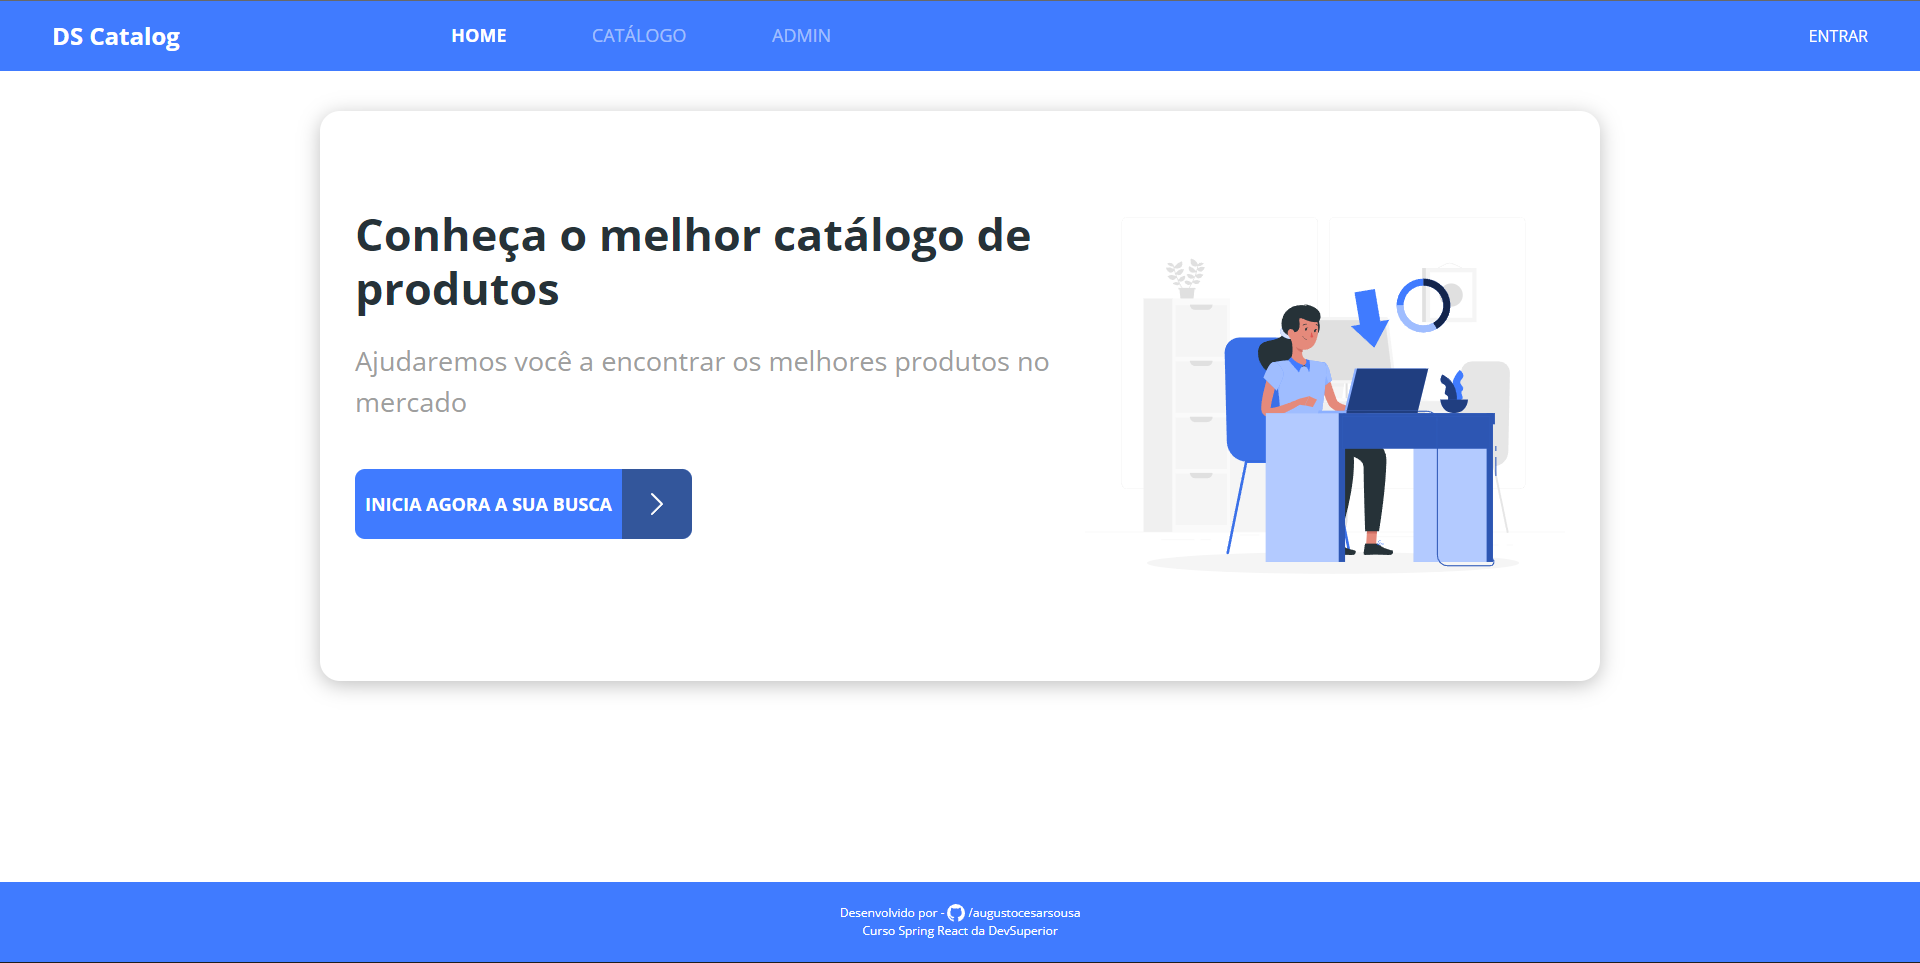 DS Catalog
HOME
CATÁLOGO
ADMIN
ENTRAR
Conheça o melhor catálogo de
produtos
Ajudaremos você a encontrar os melhores produtos no
mercado
INICIA AGORA A SUA BUSCA
Desenvolvido por - /augustocesarsousa
Curso Spring React da DevSuperior